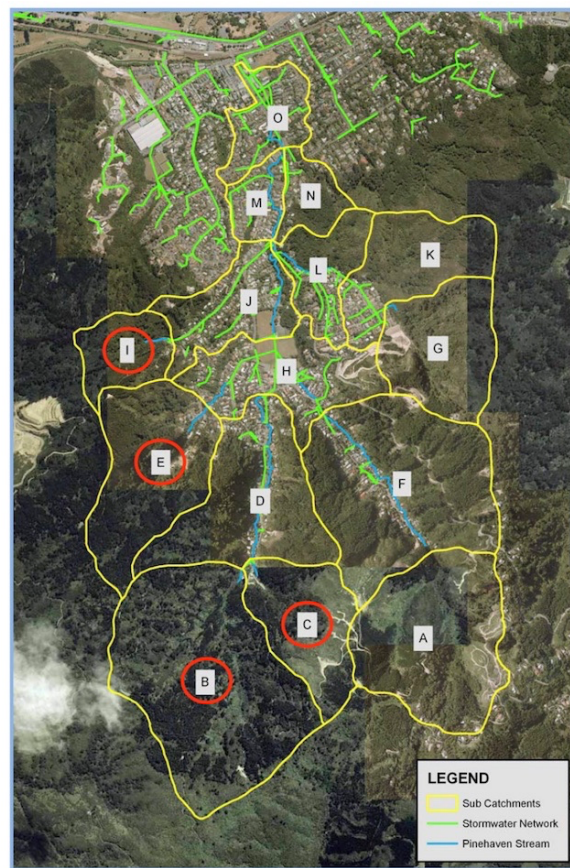 O
N
M
K
L
J
I
G
H
E
F
D
C
A
B
LEGEND
Sub Catchments
Stormwater Network
Pinehaven Stream